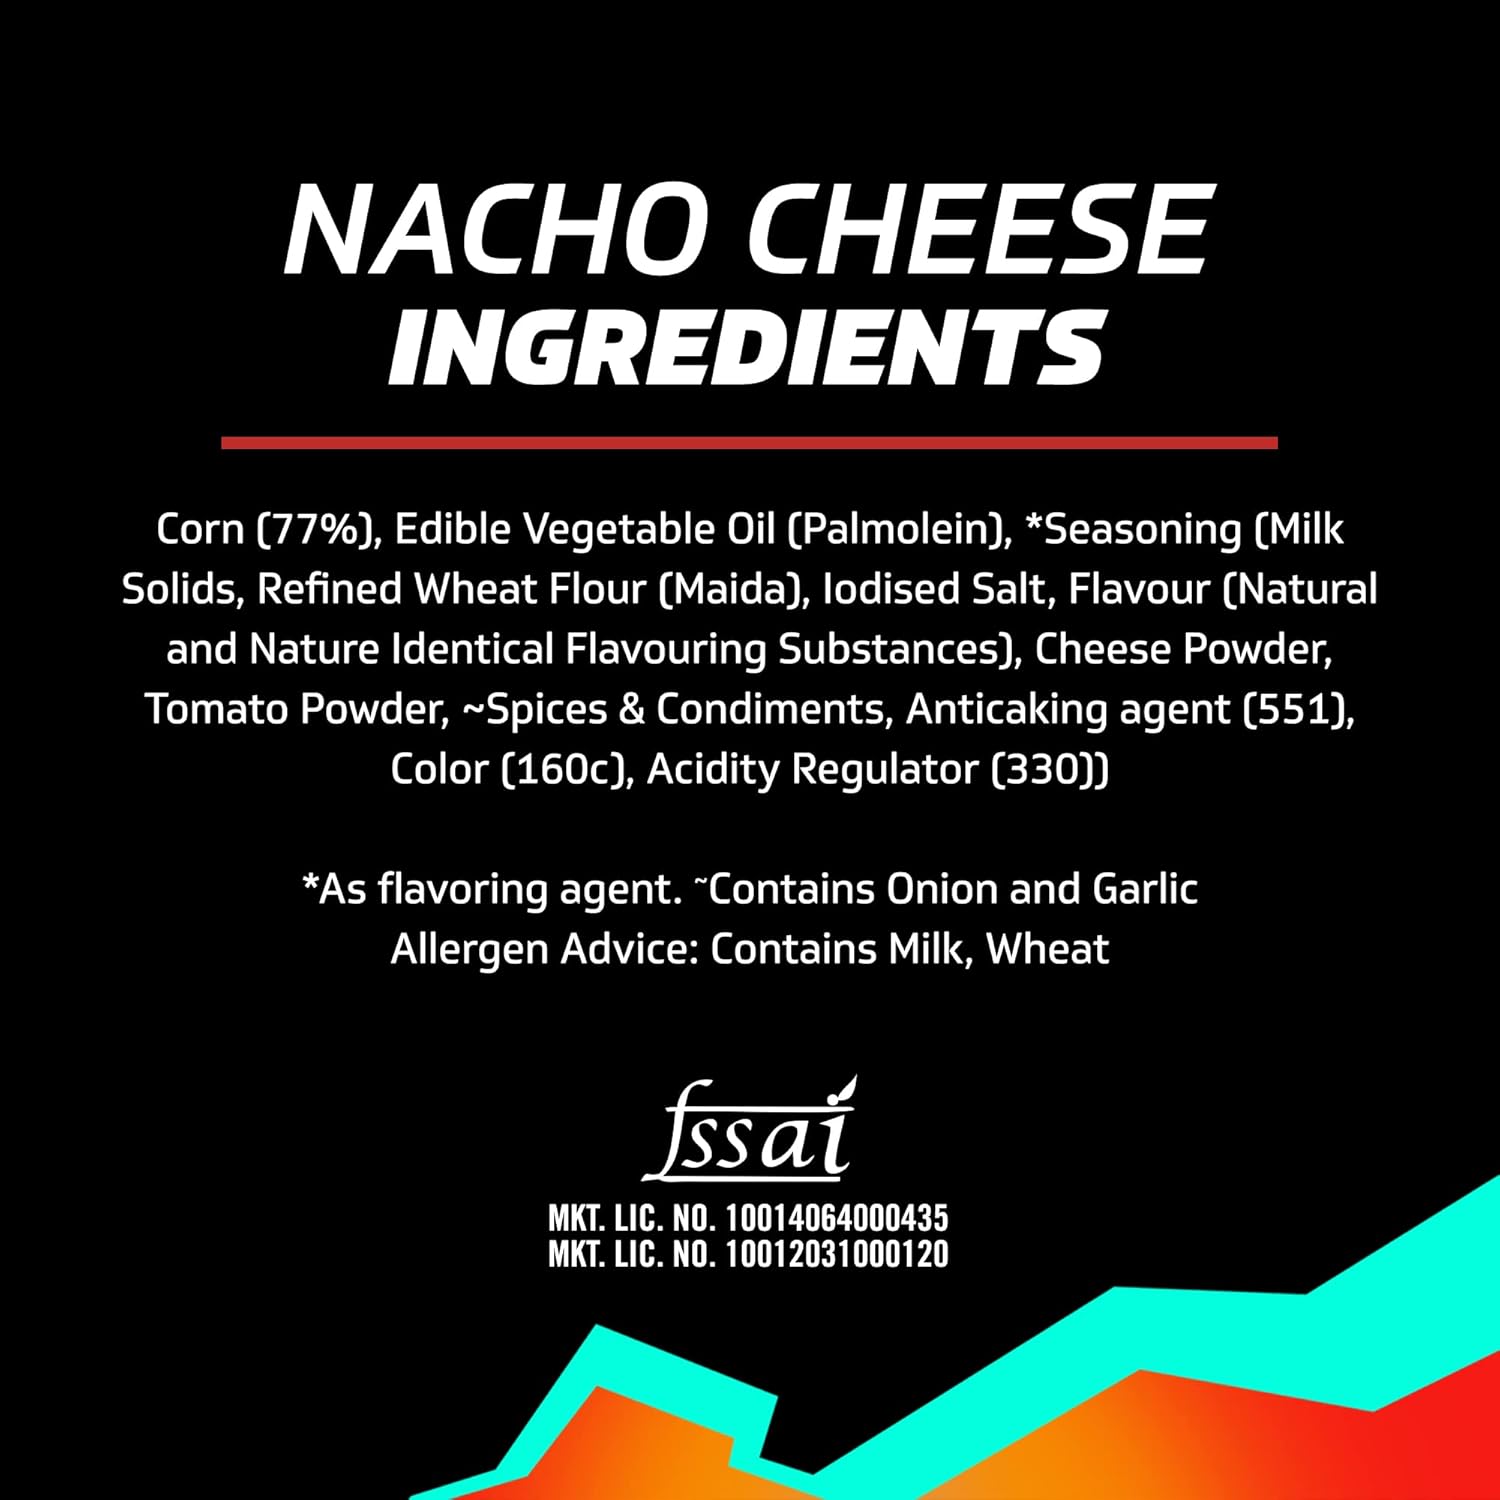 NACHO CHEESE
INGREDIENTS
Corn (77%), Edible Vegetable Oil (Palmolein), *Seasoning (Milk
Solids, Refined Wheat Flour (Maida), Iodised Salt, Flavour (Natural
and Nature Identical Flavouring Substances), Cheese Powder,
Tomato Powder, ~Spices & Condiments, Anticaking agent (551),
Color (160c), Acidity Regulator (330))
*As flavoring agent. ~Contains Onion and Garlic
Allergen Advice: Contains Milk, Wheat
fssai
MKT. LIC. NO. 10014064000435
MKT. LIC. NO. 10012031000120